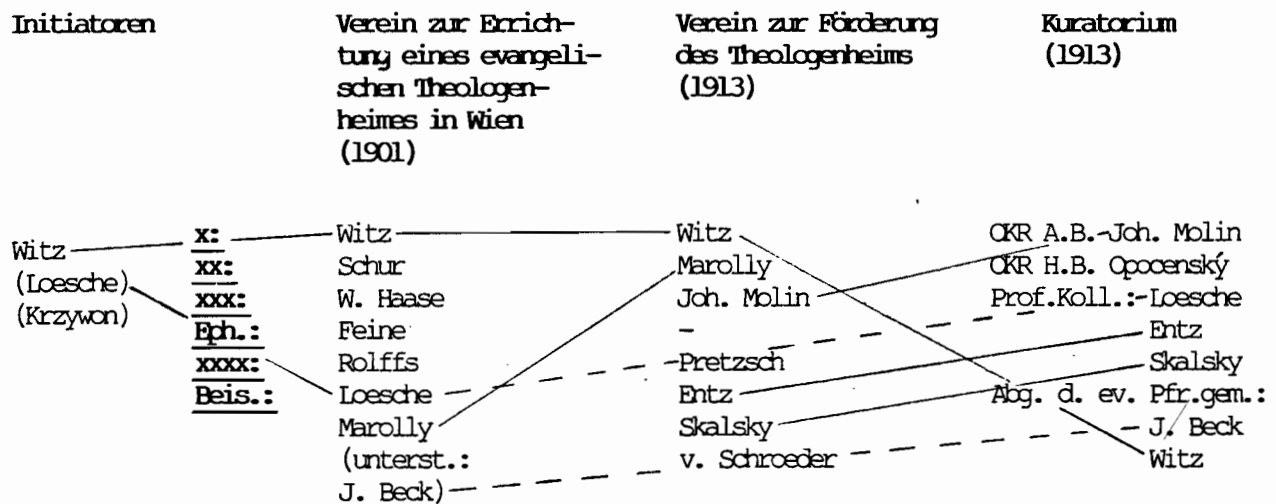 Initiatoren Verein zur Errich- Verein zur Förderung Kuratorium
tung eines evangeli- des Theologenheims (1913)
schen Theologen- (1913)
heimes in Wien
(1901)
Witz x: Witz Witz OKR A.B.-Joh. Molin
(Loesche) xx: Schur Marolly OKR H.B. Opocenský
(Krzywon) xxx: W. Haase Joh. Molin Prof.Koll.:-Loesche
Eph.: Feine - Entz
xxxx: Rolffs Pretzsch Skalsky
Beis.: Loesche Entz Abg. d. ev. Pfr.gem.:
Marolly Skalsky J. Beck
(unterst.: v. Schroeder Witz
J. Beck)